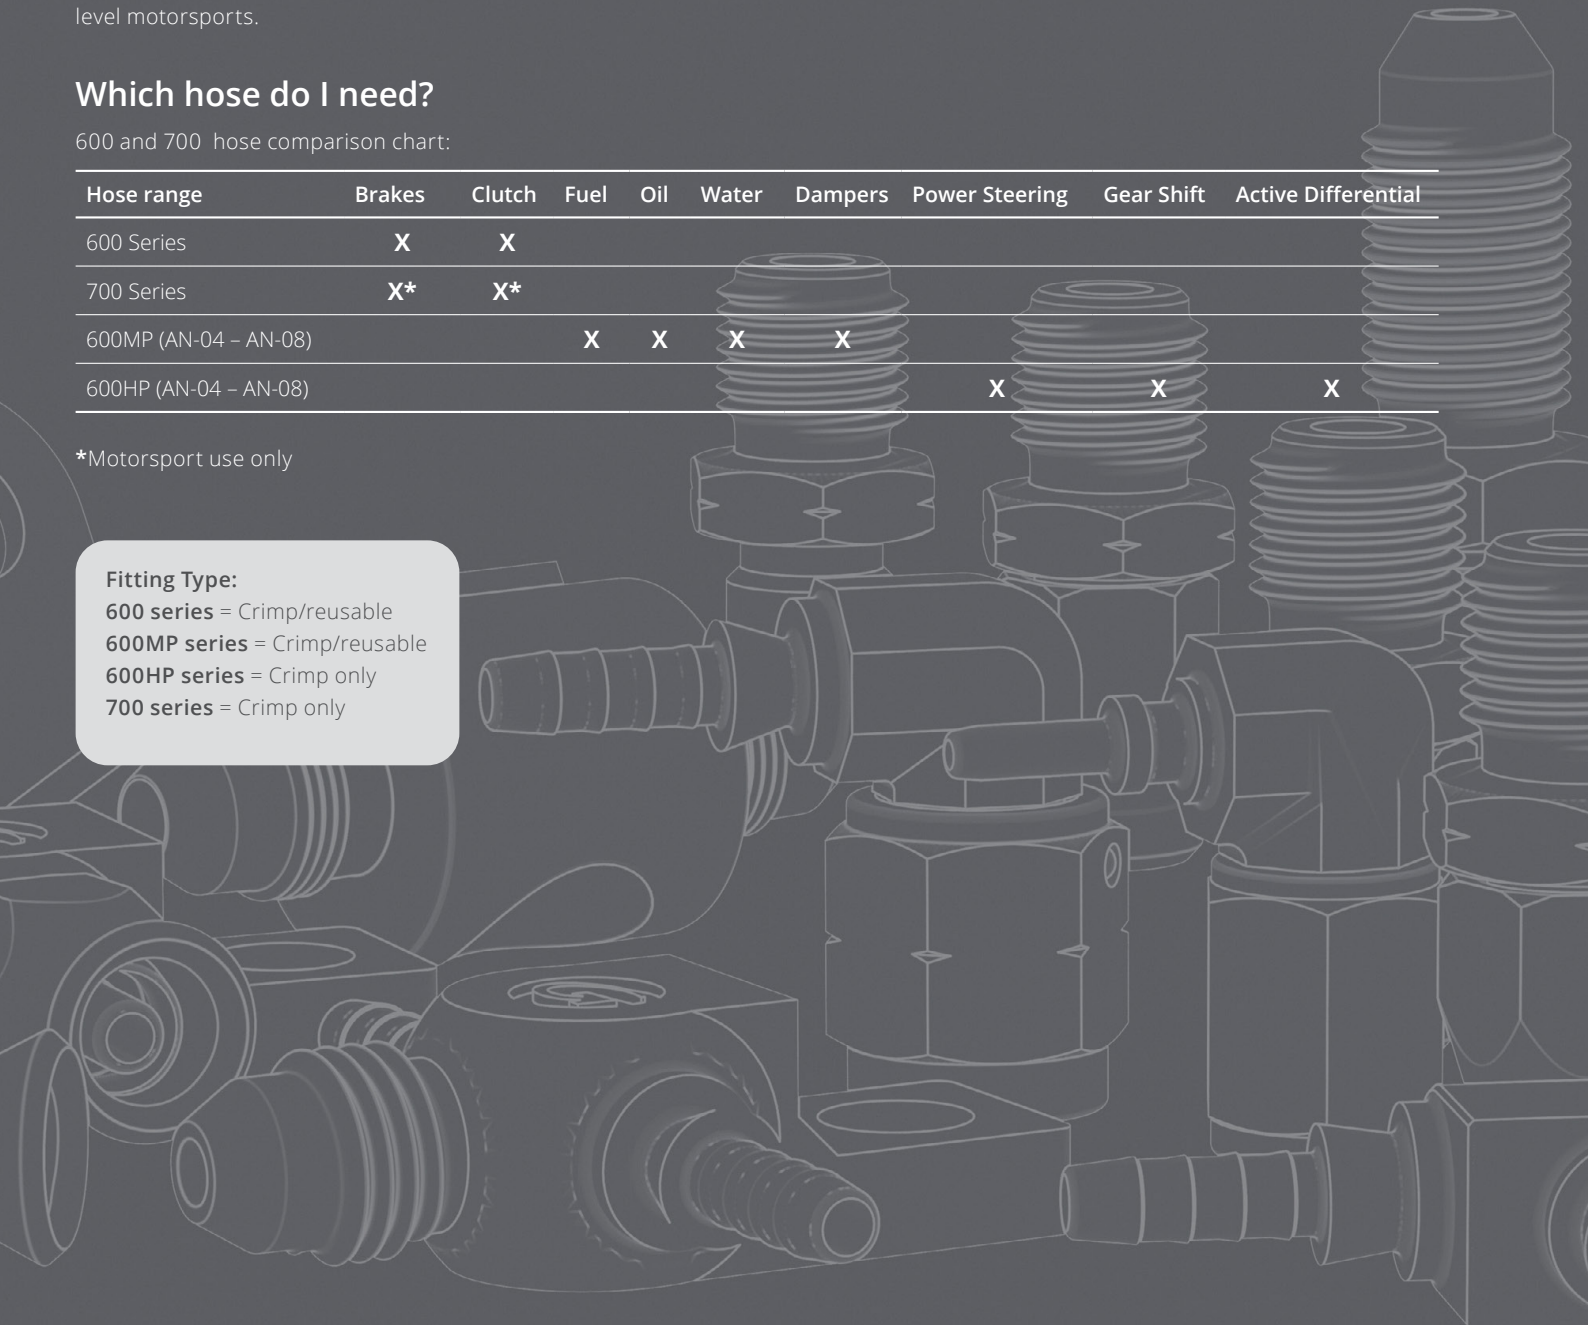 level motorsports.
Which hose do I need?
600 and 700 hose comparison chart:
Hose range Brakes Clutch Fuel Oil Water Dampers Power Steering Gear Shift Active Differential
600 Series X X
700 Series X* X*
600MP (AN-04 – AN-08) X X X X
600HP (AN-04 – AN-08) X X X
*Motorsport use only
Fitting Type:
600 series = Crimp/reusable
600MP series = Crimp/reusable
600HP series = Crimp only
700 series = Crimp only